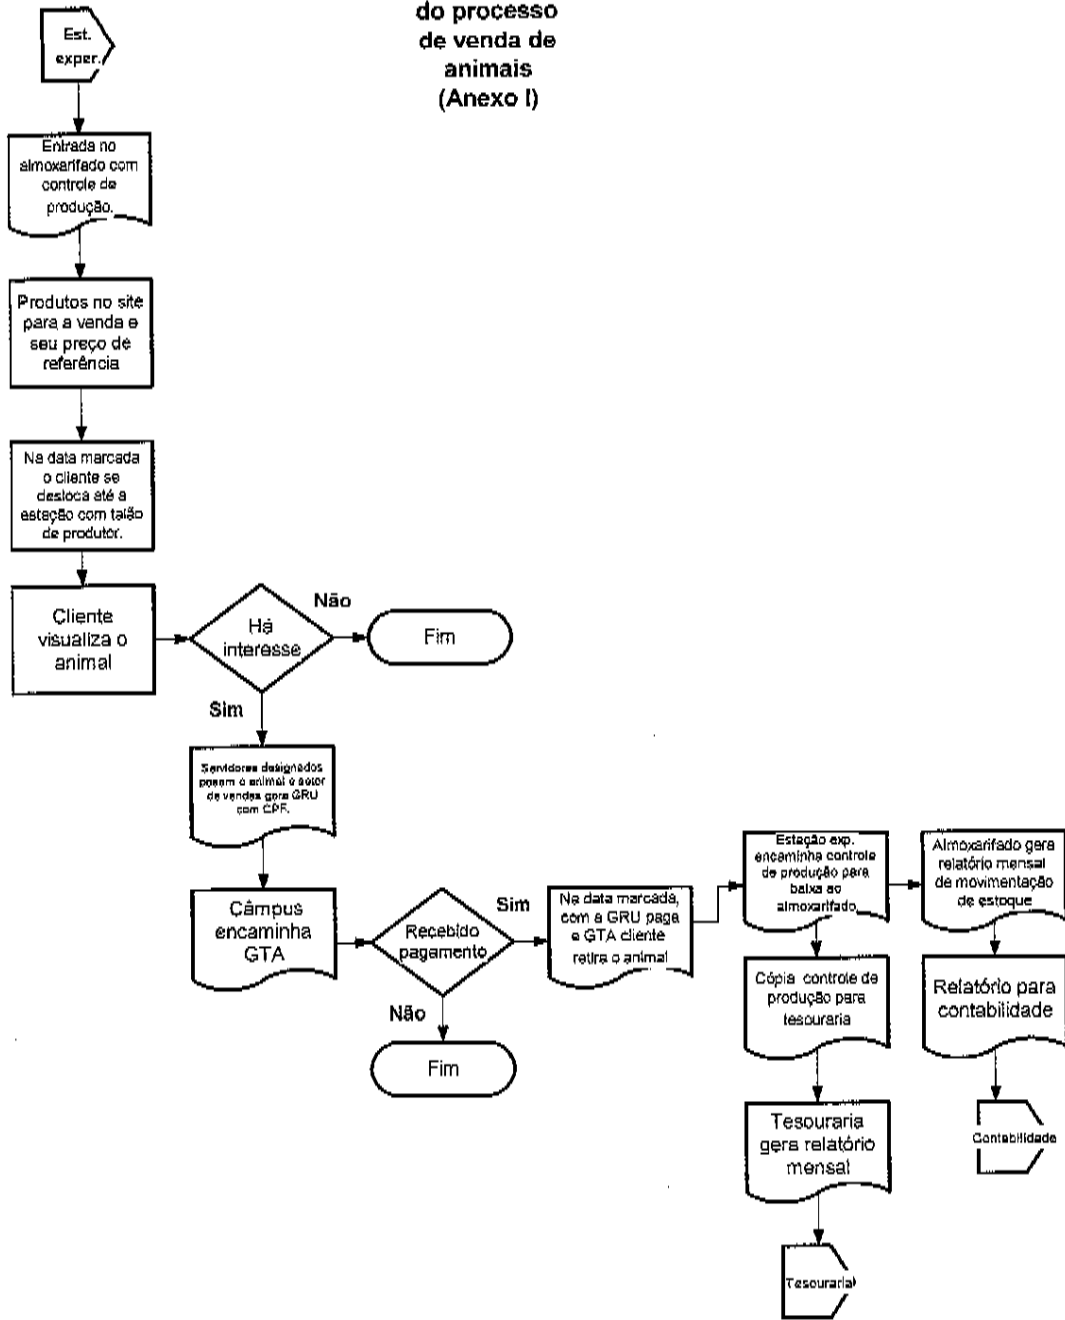 do processo
de venda de
animais
(Anexo I)
Est.
exper.
Entrada no
almoxarifado com
controle de
produção.
Produtos no site
para a venda e
seu preço de
referência
Na data marcada
o cliente se
desloca até a
estação com talão
de produtor.
Cliente
visualiza o
animal
Há
interesse
Não
Fim
Sim
Servidores designados
pesam o animal e setor
de vendas gera GRU
com CPF.
Câmpus
encaminha
GTA
Recebido
pagamento
Sim
Não
Fim
Na data marcada,
com a GRU paga
e GTA cliente
retira o animal
Estação exp.
encaminha controle
de produção para
baixa ao
almoxarifado
Almoxarifado gera
relatório mensal
de movimentação
de estoque
Cópia controle de
produção para
tesouraria
Relatório para
contabilidade
Tesouraria
gera relatório
mensal
Contabilidade
Tesouraria